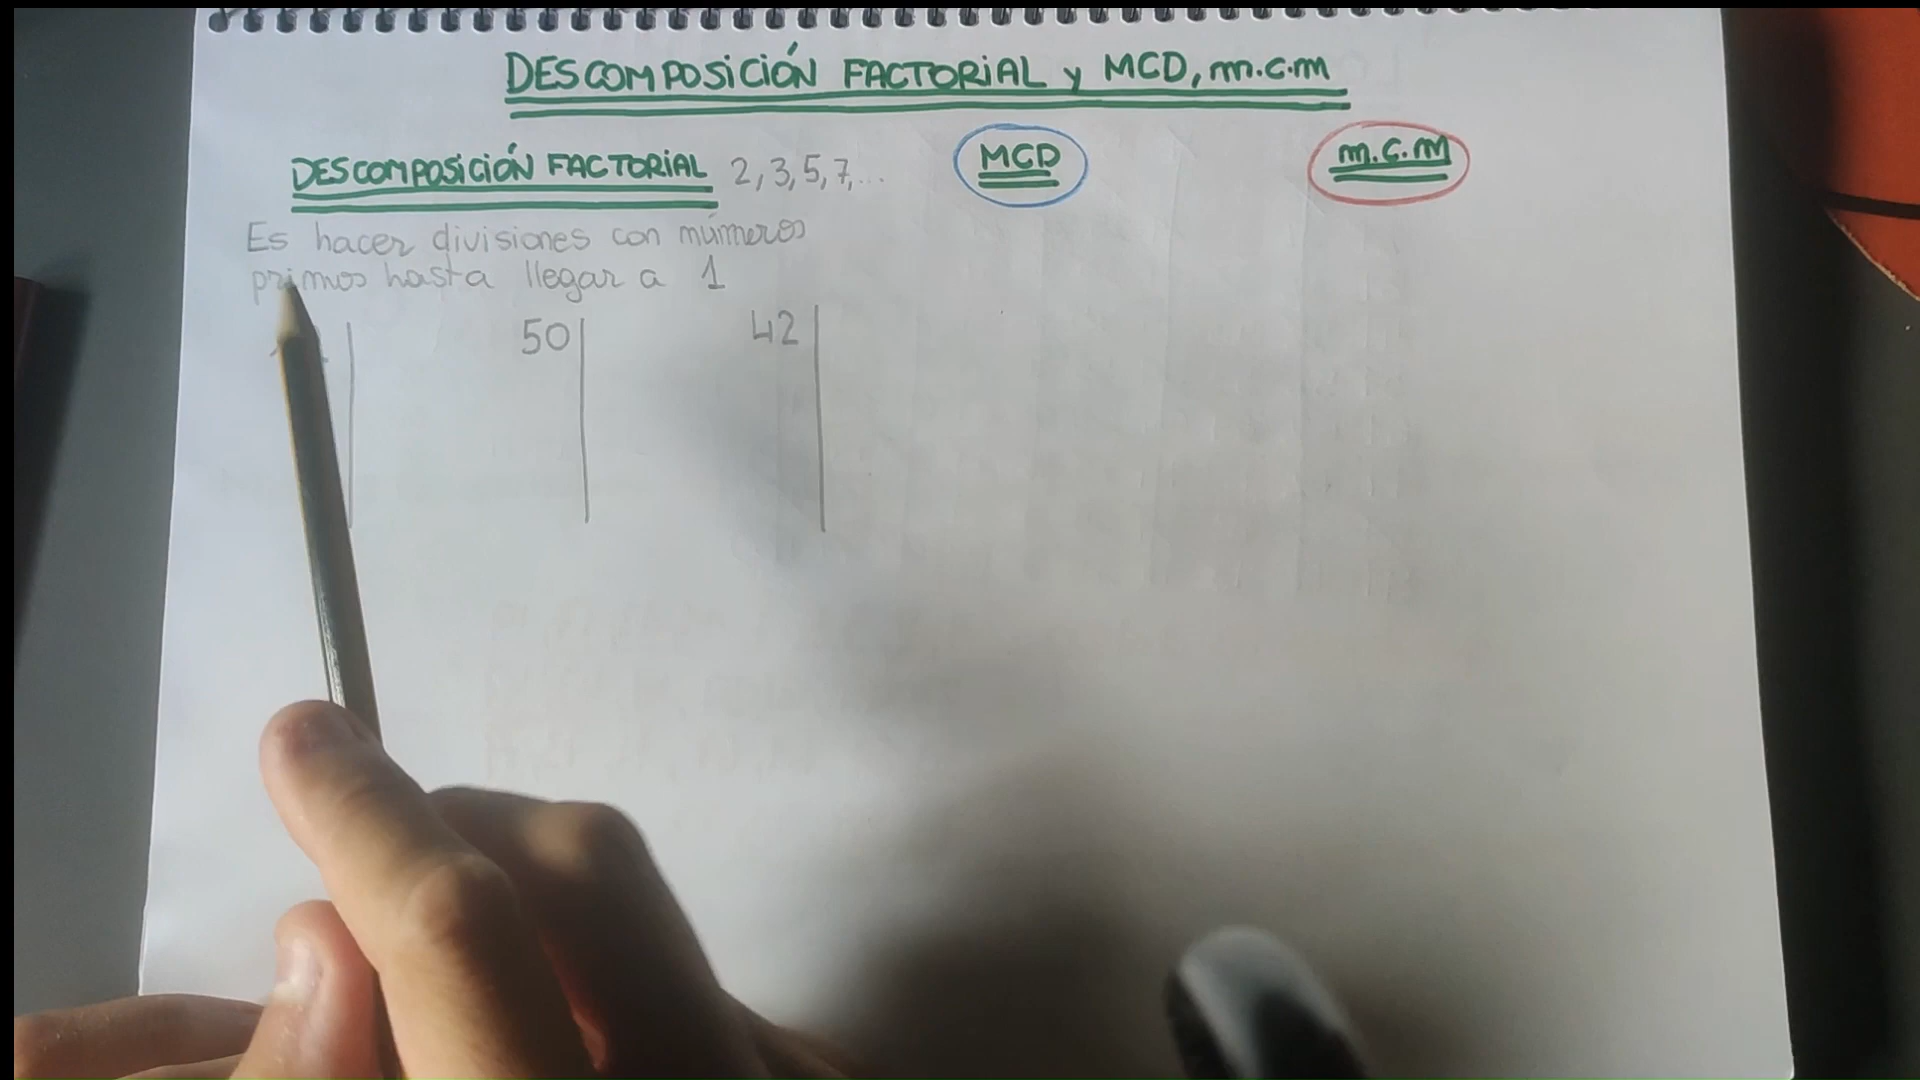 DESCOMPOSICIÓN FACTORIAL y MCD, m.c.m
DESCOMPOSICIÓN FACTORIAL 2, 3, 5, 7, ...
MCD
m.c.m
Es hacer divisiones con números
primos hasta llegar a 1
50
42